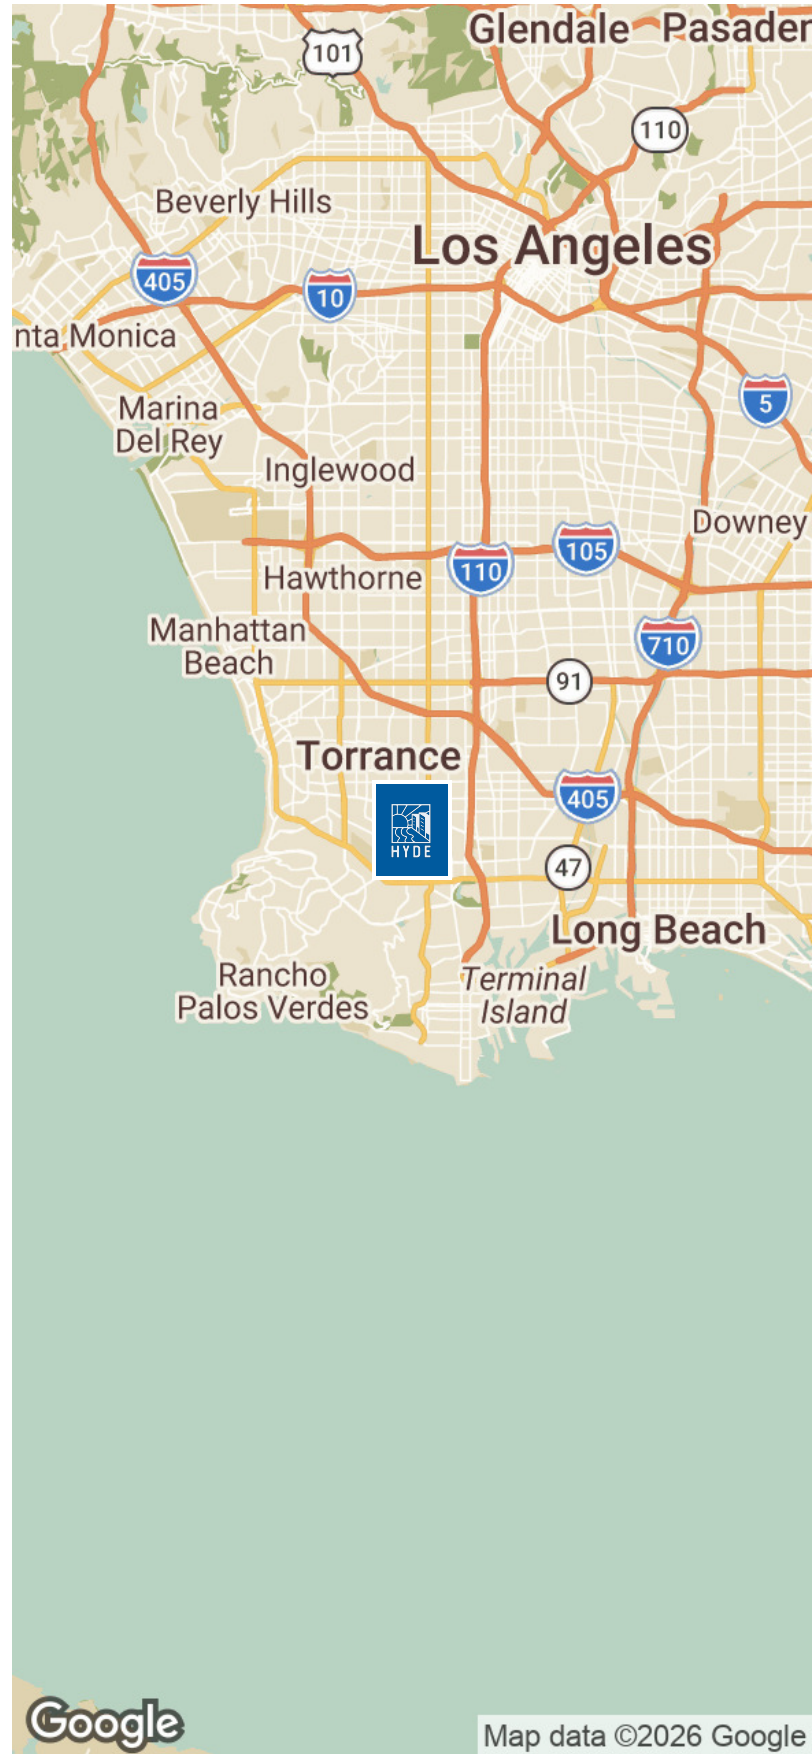 Glendale
Pasader
101
110
Beverly Hills
Los Angeles
405
10
nta Monica
5
Marina
Del Rey
Inglewood
Downey
105
110
Hawthorne
Manhattan
Beach
710
91
Torrance
405
HYDE
47
Long Beach
Rancho
Palos Verdes
Terminal
Island
Google
Map data ©2026 Google